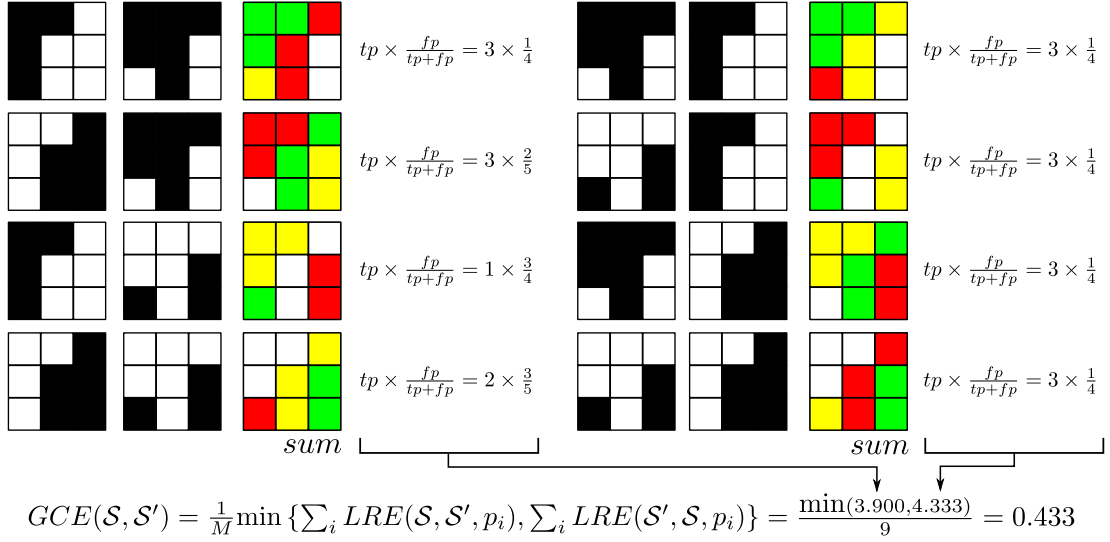 tp × fp/tp+fp = 3 × 1/4 tp × fp/tp+fp = 3 × 1/4
tp × fp/tp+fp = 3 × 2/5 tp × fp/tp+fp = 3 × 1/4
tp × fp/tp+fp = 1 × 3/4 tp × fp/tp+fp = 3 × 1/4
tp × fp/tp+fp = 2 × 3/5 tp × fp/tp+fp = 3 × 1/4
sum sum
GCE(S, S′) = 1/M min {∑ᵢ LRE(S, S′, pᵢ), ∑ᵢ LRE(S′, S, pᵢ)} = min(3.900,4.333)/9 = 0.433